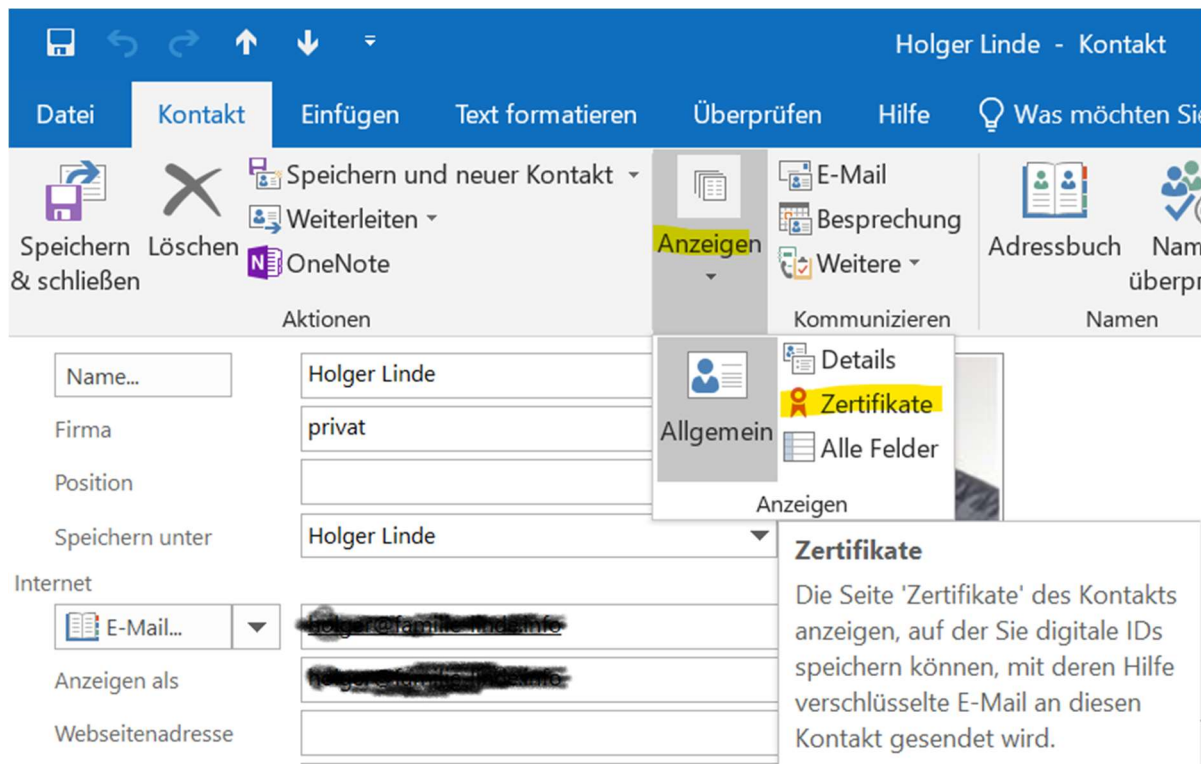 Holger Linde - Kontakt
Datei Kontakt Einfügen Text formatieren Überprüfen Hilfe Was möchten
Speichern & schließen
Löschen
Speichern und neuer Kontakt
Weiterleiten
OneNote
Aktionen
Anzeigen
E-Mail
Besprechung
Weitere
Kommunizieren
Adressbuch
Namen
Allgemein
Details
Zertifikate
Alle Felder
Anzeigen
Name... Holger Linde
Firma privat
Position
Speichern unter Holger Linde
Internet
E-Mail...
Anzeigen als
Webseitenadresse
Zertifikate
Die Seite 'Zertifikate' des Kontakts
anzeigen, auf der Sie digitale IDs
speichern können, mit deren Hilfe
verschlüsselte E-Mail an diesen
Kontakt gesendet wird.